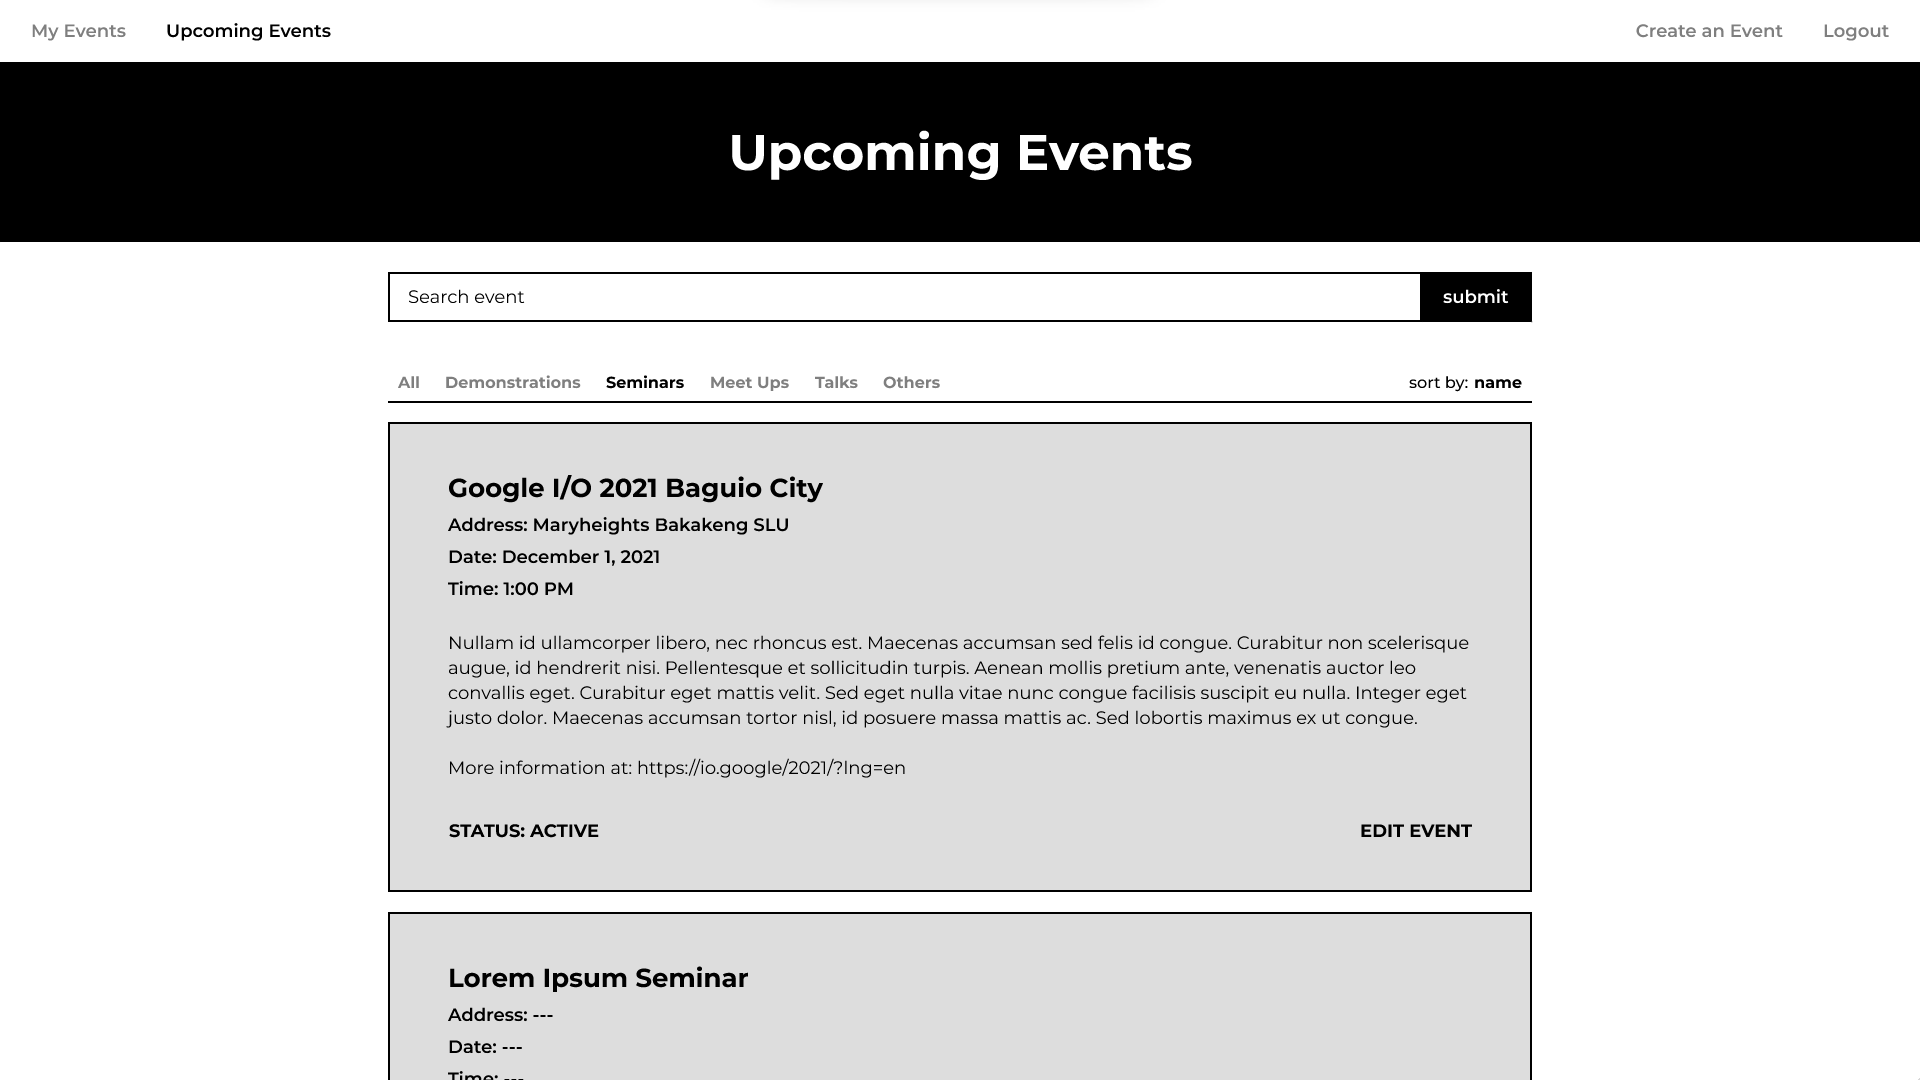 My Events Upcoming Events Create an Event Logout
Upcoming Events
Search event submit
All Demonstrations Seminars Meet Ups Talks Others sort by: name
Google I/O 2021 Baguio City
Address: Maryheights Bakakeng SLU
Date: December 1, 2021
Time: 1:00 PM
Nullam id ullamcorper libero, nec rhoncus est. Maecenas accumsan sed felis id congue. Curabitur non scelerisque
augue, id hendrerit nisi. Pellentesque et sollicitudin turpis. Aenean mollis pretium ante, venenatis auctor leo
convallis eget. Curabitur eget mattis velit. Sed eget nulla vitae nunc congue facilisis suscipit eu nulla. Integer eget
justo dolor. Maecenas accumsan tortor nisl, id posuere massa mattis ac. Sed lobortis maximus ex ut congue.
More information at: https://io.google/2021/?lng=en
STATUS: ACTIVE EDIT EVENT
Lorem Ipsum Seminar
Address: ---
Date: ---
Time: ---